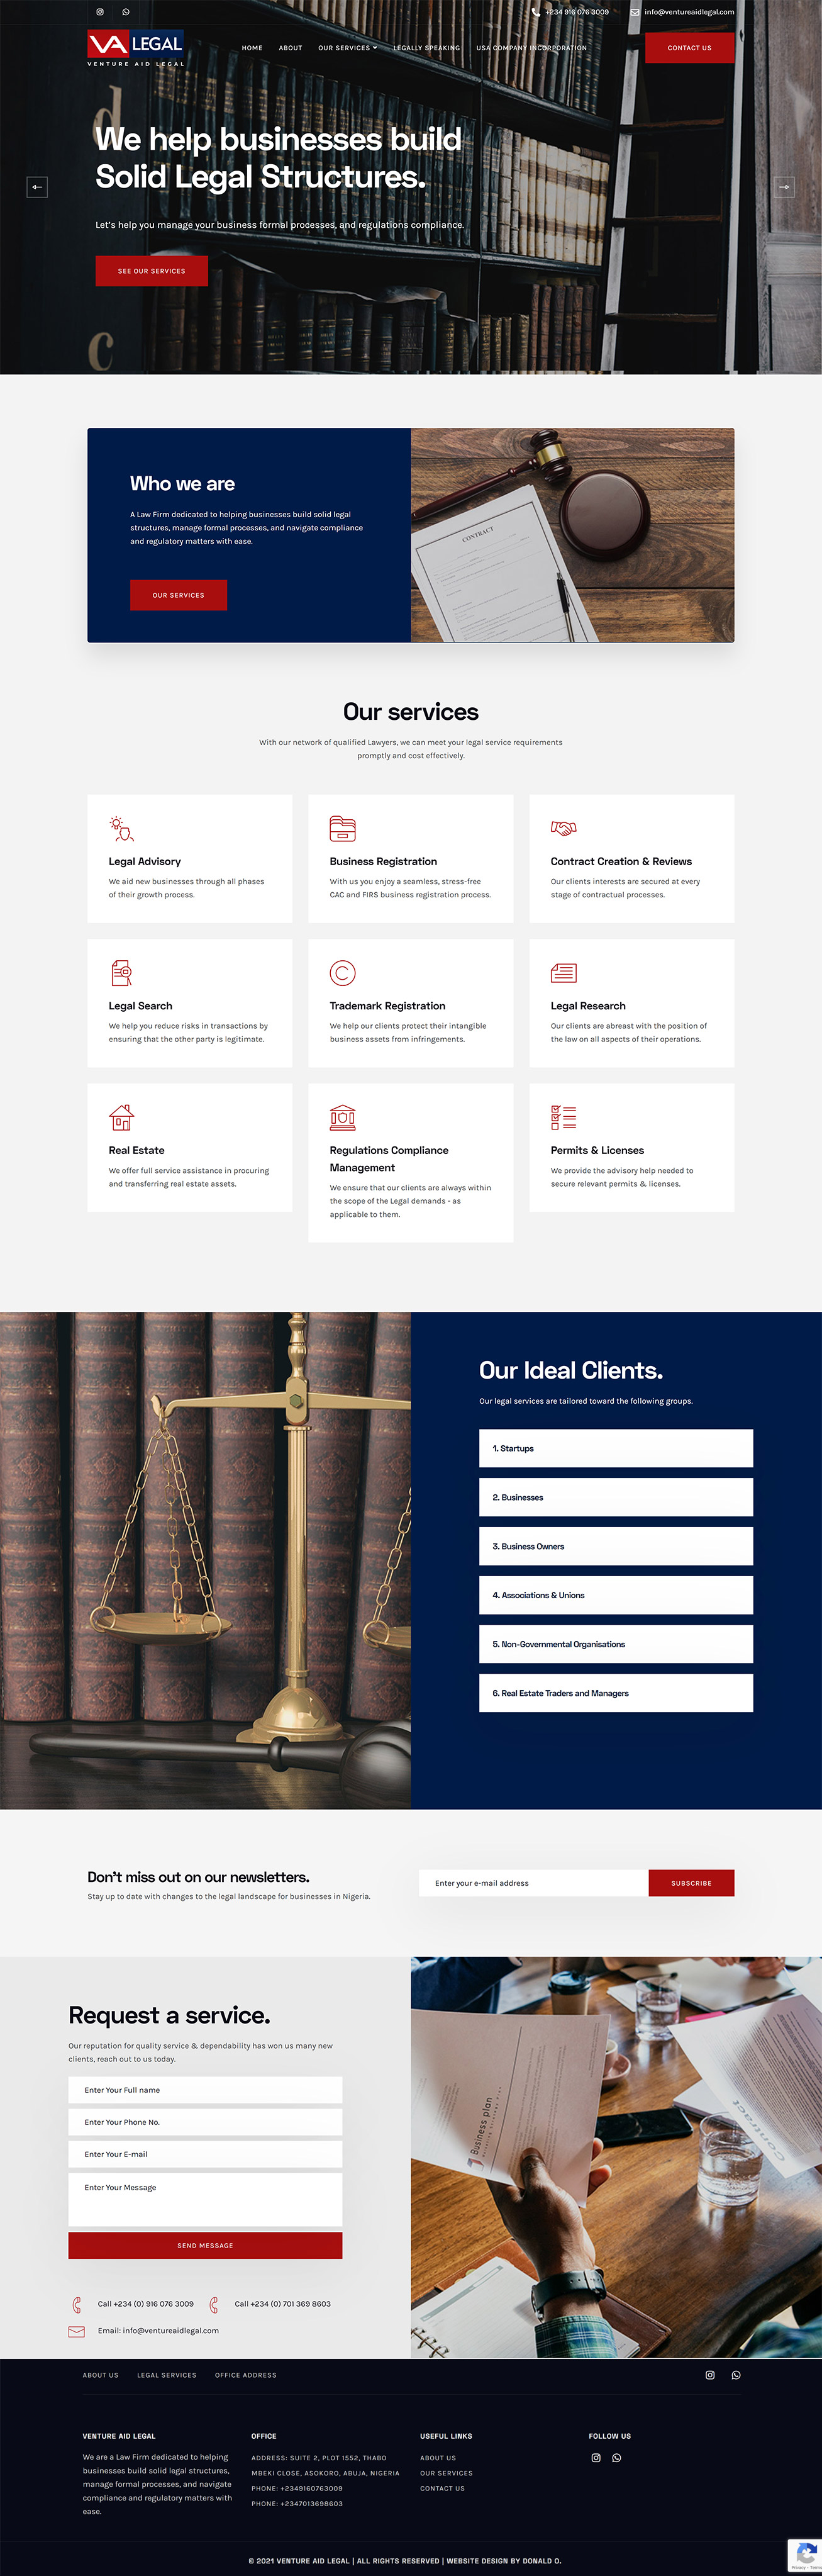 +234 916 076 3009
info@ventureaidlegal.com
VA LEGAL
VENTURE AID LEGAL
HOME
ABOUT
OUR SERVICES
LEGALLY SPEAKING
USA COMPANY INCORPORATION
CONTACT US
We help businesses build
Solid Legal Structures.
Let's help you manage your business formal processes, and regulations compliance.
SEE OUR SERVICES
Who we are
A Law Firm dedicated to helping businesses build solid legal
structures, manage formal processes, and navigate compliance
and regulatory matters with ease.
OUR SERVICES
CONTRACT
Our services
With our network of qualified Lawyers, we can meet your legal service requirements
promptly and cost effectively.
Legal Advisory
We aid new businesses through all phases
of their growth process.
Business Registration
With us you enjoy a seamless, stress-free
CAC and FIRS business registration process.
Contract Creation & Reviews
Our clients interests are secured at every
stage of contractual processes.
Legal Search
We help you reduce risks in transactions by
ensuring that the other party is legitimate.
Trademark Registration
We help our clients protect their intangible
business assets from infringements.
Legal Research
Our clients are abreast with the position of
the law on all aspects of their operations.
Real Estate
We offer full service assistance in procuring
and transferring real estate assets.
Regulations Compliance
Management
We ensure that our clients are always within
the scope of the Legal demands - as
applicable to them.
Permits & Licenses
We provide the advisory help needed to
secure relevant permits & licenses.
Our Ideal Clients.
Our legal services are tailored toward the following groups.
1. Startups
2. Businesses
3. Business Owners
4. Associations & Unions
5. Non-Governmental Organisations
6. Real Estate Traders and Managers
Don't miss out on our newsletters.
Stay up to date with changes to the legal landscape for businesses in Nigeria.
Enter your e-mail address
SUBSCRIBE
Request a service.
Our reputation for quality service & dependability has won us many new
clients, reach out to us today.
Enter Your Full name
Enter Your Phone No.
Enter Your E-mail
Enter Your Message
SEND MESSAGE
Call +234 (0) 916 076 3009
Call +234 (0) 701 369 8603
Email: info@ventureaidlegal.com
Business plan
Contract
ABOUT US
LEGAL SERVICES
OFFICE ADDRESS
VENTURE AID LEGAL
We are a Law Firm dedicated to helping
businesses build solid legal structures,
manage formal processes, and navigate
compliance and regulatory matters with
ease.
OFFICE
ADDRESS: SUITE 2, PLOT 1552, THABO
MBEKI CLOSE, ASOKORO, ABUJA, NIGERIA
PHONE: +2349160763009
PHONE: +2347013698603
USEFUL LINKS
ABOUT US
OUR SERVICES
CONTACT US
FOLLOW US
© 2021 VENTURE AID LEGAL | ALL RIGHTS RESERVED | WEBSITE DESIGN BY DONALD O.
Privacy - Terms